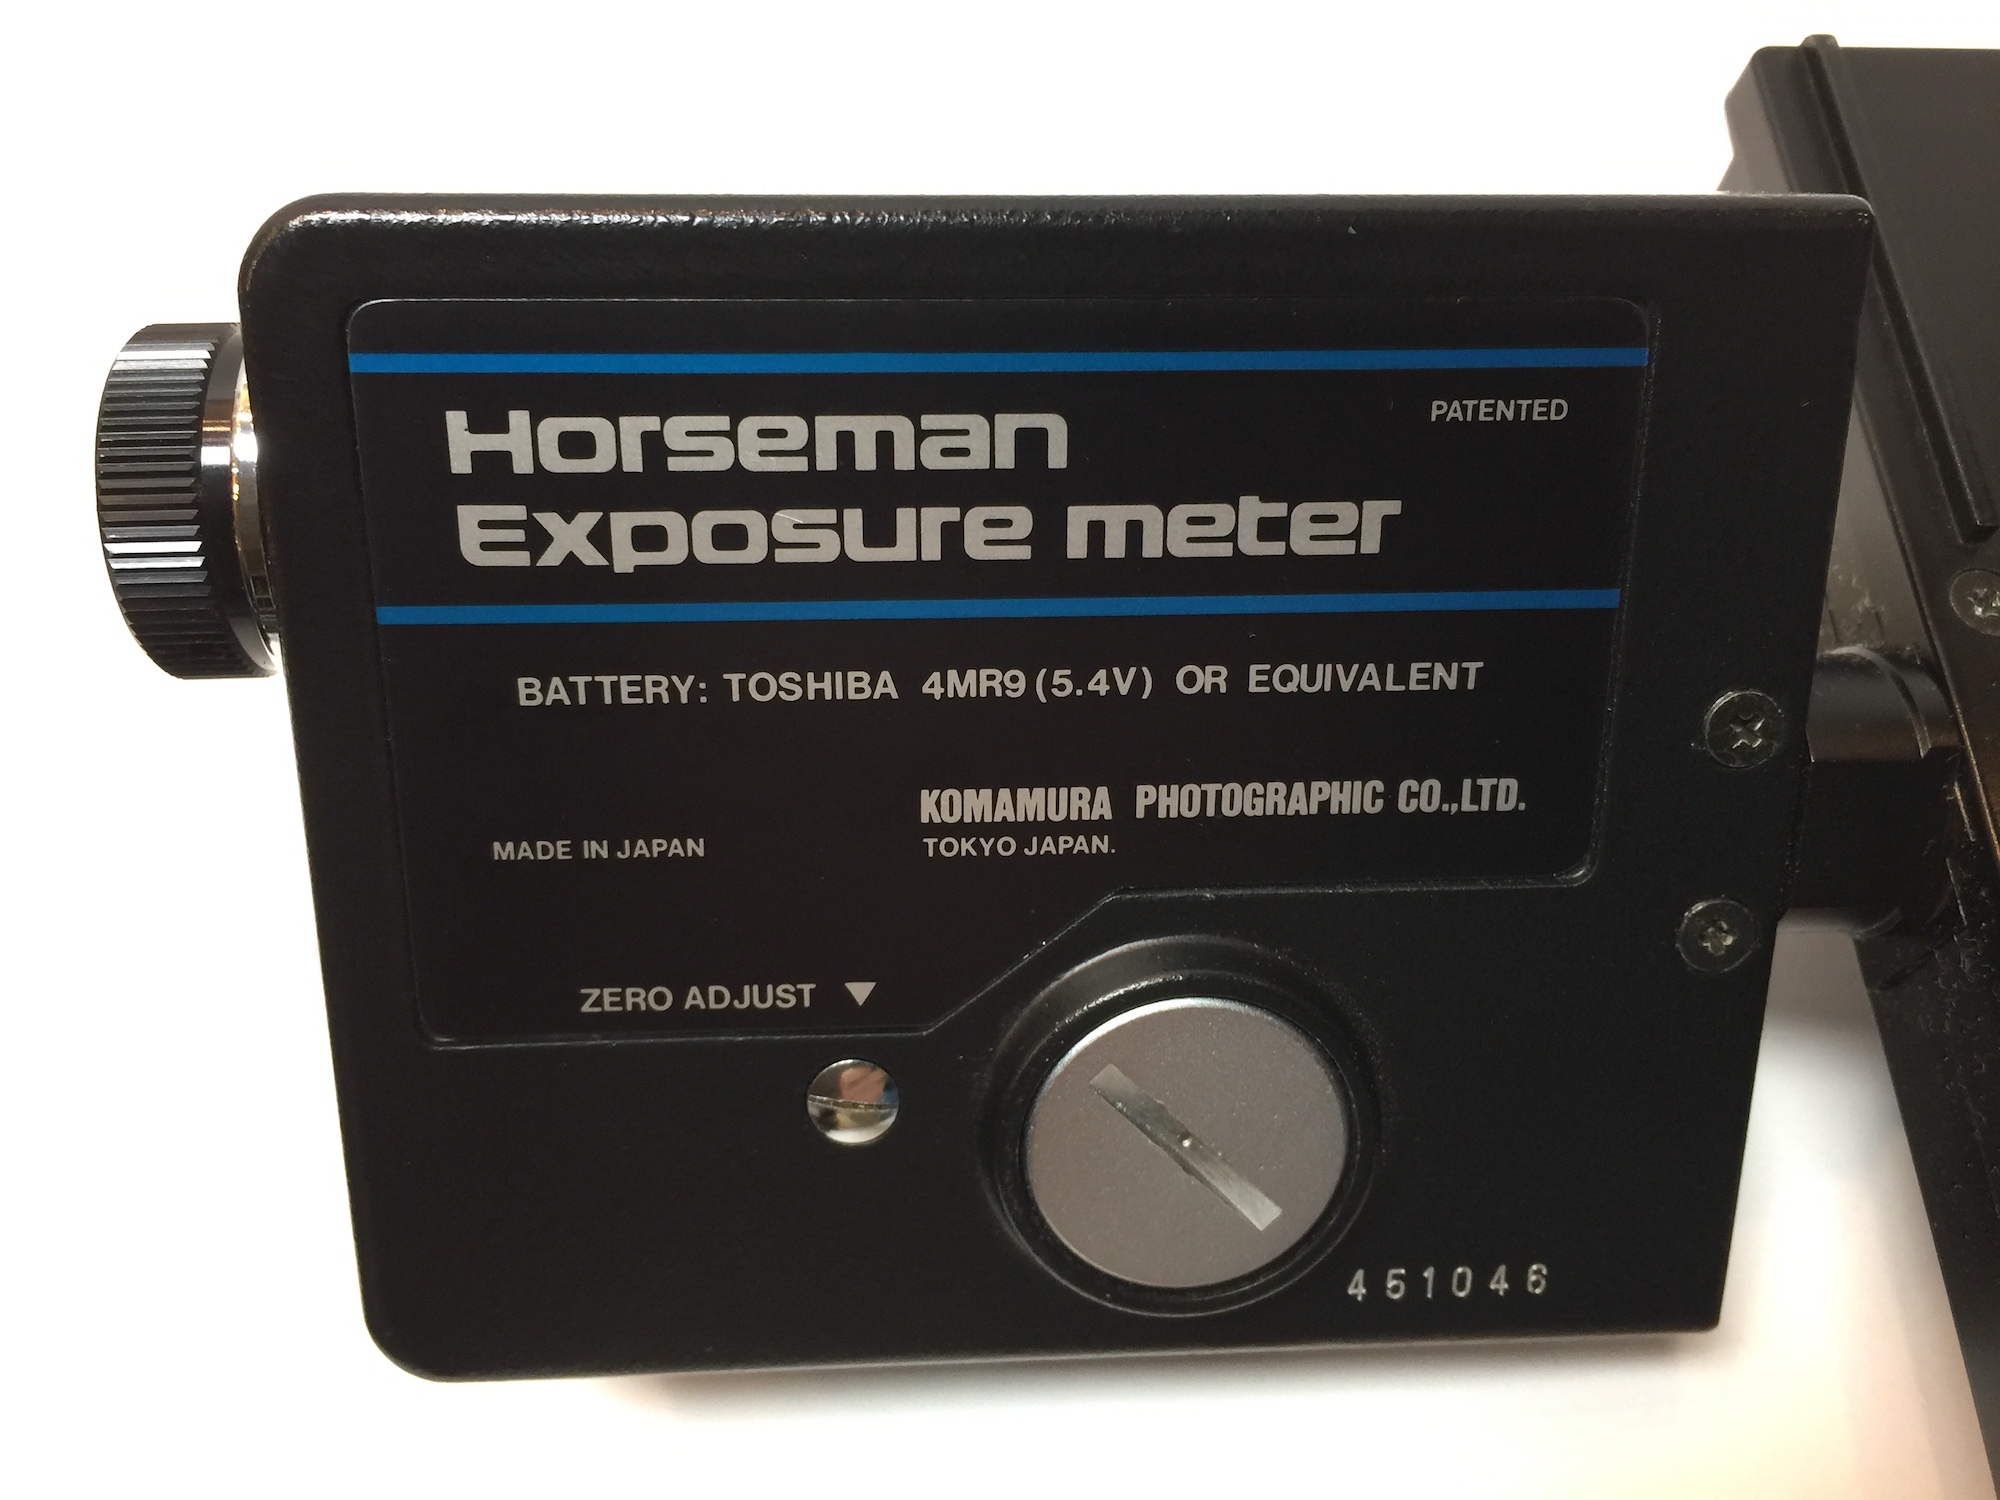 Horseman
PATENTED
Exposure meter
BATTERY: TOSHIBA 4MR9 (5.4V) OR EQUIVALENT
KOMAMURA PHOTOGRAPHIC CO.,LTD.
MADE IN JAPAN
TOKYO JAPAN.
ZERO ADJUST ▼
451046